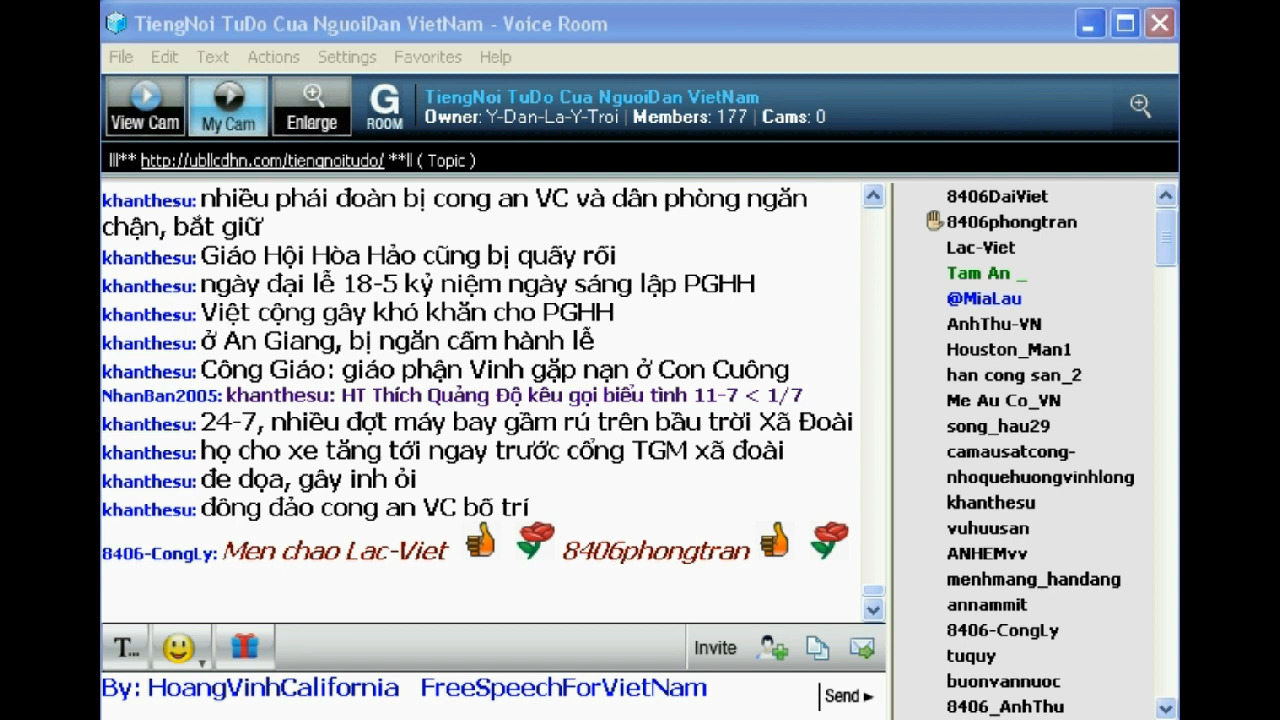 TiengNoi TuDo Cua NguoiDan VietNam - Voice Room
File Edit Text Actions Settings Favorites Help
View Cam
My Cam
Enlarge
G
ROOM
TiengNoi TuDo Cua NguoiDan VietNam
Owner: Y-Dan-La-Y-Troi | Members: 177 | Cams: 0
lll** http://ubllcdhn.com/tiengnoitudo/ **ll ( Topic )
khanthesu: nhiều phái đoàn bị cong an VC và dân phòng ngăn
chận, bắt giữ
khanthesu: Giáo Hội Hòa Hảo cũng bị quấy rối
khanthesu: ngày đại lễ 18-5 kỷ niệm ngày sáng lập PGHH
khanthesu: Việt cộng gây khó khăn cho PGHH
khanthesu: ở An Giang, bị ngăn cấm hành lễ
khanthesu: Công Giáo: giáo phận Vinh gặp nạn ở Con Cuông
NhanBan2005: khanthesu: HT Thích Quảng Độ kêu gọi biểu tình 11-7 < 1/7
khanthesu: 24-7, nhiều đợt máy bay gầm rú trên bầu trời Xã Đoài
khanthesu: họ cho xe tăng tới ngay trước cổng TGM xã đoài
khanthesu: đe dọa, gây inh ỏi
khanthesu: đông đảo cong an VC bố trí
8406-CongLy: Men chao Lac-Viet 8406phongtran
8406DaiViet
8406phongtran
Lac-Viet
Tam An _
@MiaLau
AnhThu-VN
Houston_Man1
han cong san_2
Me Au Co_VN
song_hau29
camausatcong-
nhoquehuongvinhlong
khanthesu
vuhuusan
ANHEMvv
menhmang_handang
annammit
8406-CongLy
tuquy
buonvannuoc
8406_AnhThu
T...
Invite
By: HoangVinhCalifornia FreeSpeechForVietNam
Send